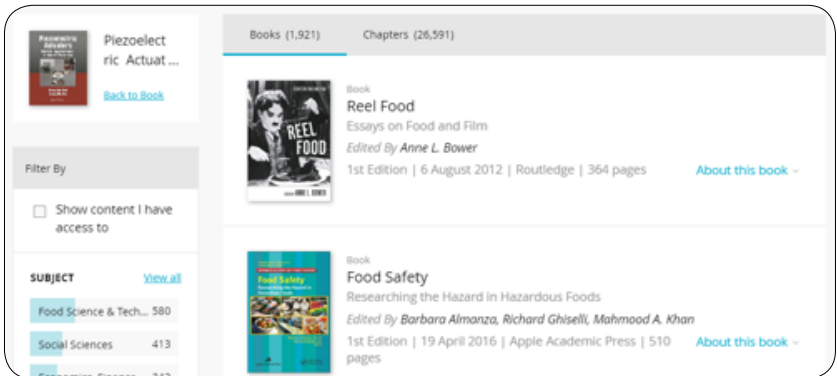 Piezoelectric
Actuators
Piezoelect
ric Actuat ...
Back to Book
Filter By
Show content I have
access to
SUBJECT
View all
Food Science & Tech... 580
Social Sciences 413
Books (1,921)
Chapters (26,591)
Book
REEL
FOOD
Reel Food
Essays on Food and Film
Edited By Anne L. Bower
1st Edition | 6 August 2012 | Routledge | 364 pages
About this book
Book
Food Safety
Food Safety
Researching the Hazard in Hazardous Foods
Edited By Barbara Almanza, Richard Ghiselli, Mahmood A. Khan
1st Edition | 19 April 2016 | Apple Academic Press | 510
pages
About this book